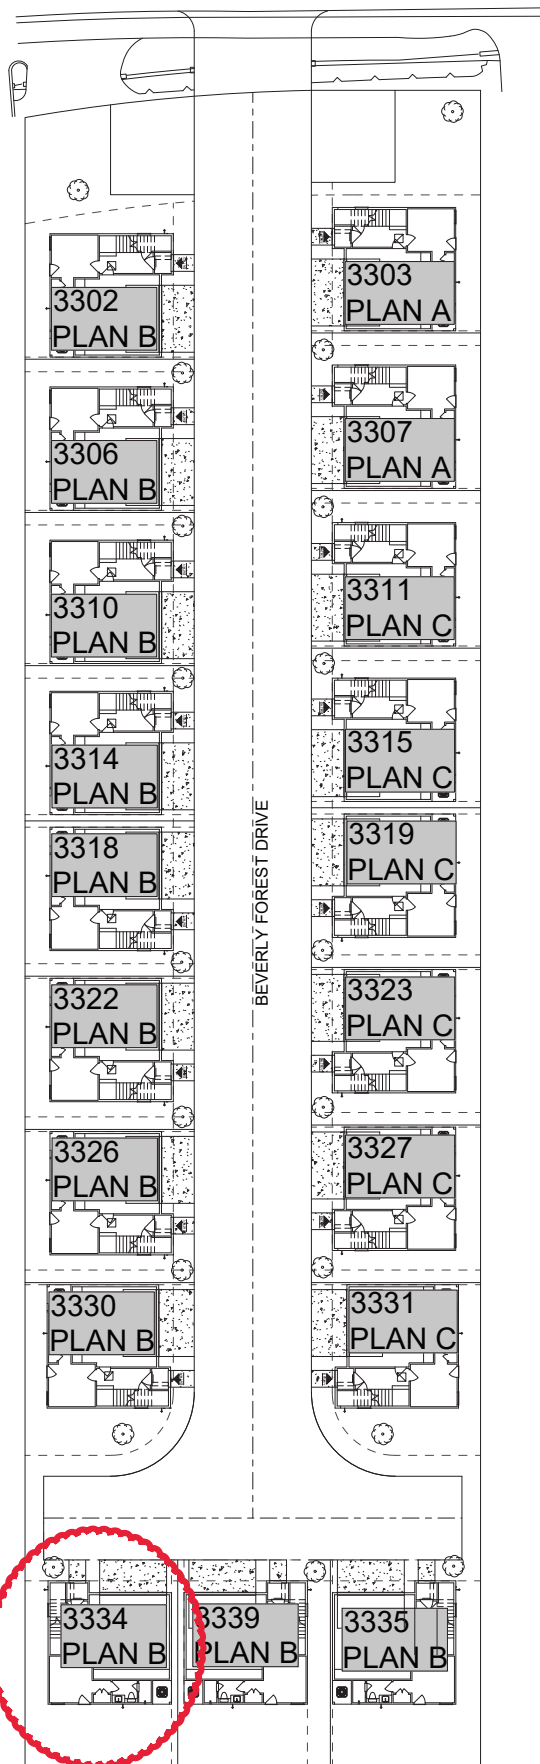 3302
PLAN B
3303
PLAN A
3306
PLAN B
3307
PLAN A
3310
PLAN B
3311
PLAN C
3314
PLAN B
3315
PLAN C
3318
PLAN B
3319
PLAN C
BEVERLY FOREST DRIVE
3322
PLAN B
3323
PLAN C
3326
PLAN B
3327
PLAN C
3330
PLAN B
3331
PLAN C
3334
PLAN B
3339
PLAN B
3335
PLAN B